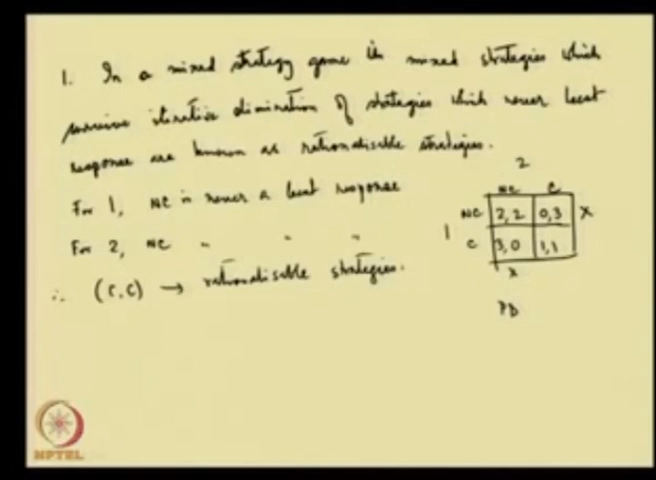 1. In a mixed strategy game the mixed strategies which
survive iterative elimination of strategies which never best
response are known as rationalisible strategies.
For 1, NC is never a best response
For 2, NC " " "
∴ (C,C) → rationalisible strategies.
2
NC C
NC 2,2 0,3 X
1
C 3,0 1,1
X
PD
NPTEL